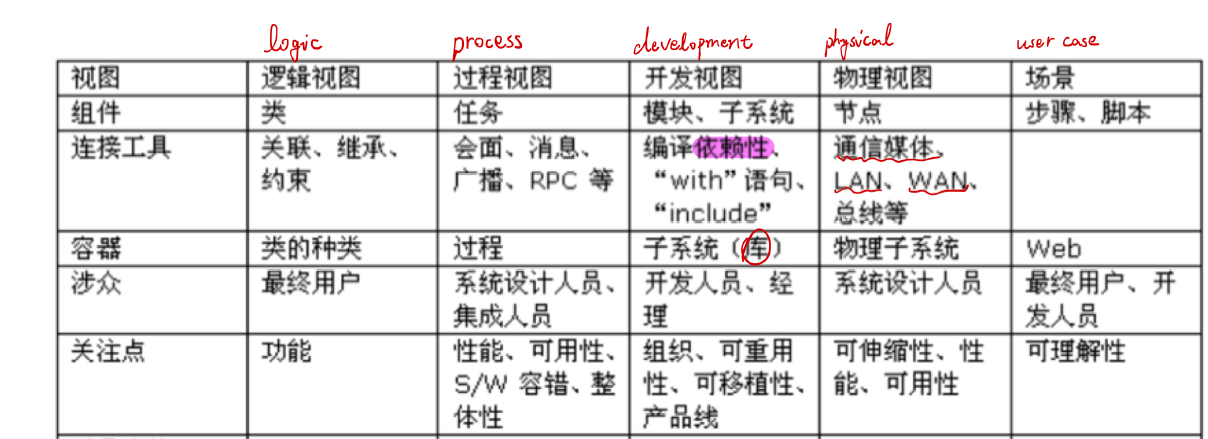 logic process development physical user case
视图 逻辑视图 过程视图 开发视图 物理视图 场景
组件 类 任务 模块、子系统 节点 步骤、脚本
连接工具 关联、继承、 会面、消息、 编译依赖性、 通信媒体、
约束 广播、RPC 等 “with”语句、 LAN、WAN、
“include” 总线等
容器 类的种类 过程 子系统（库） 物理子系统 Web
涉众 最终用户 系统设计人员、 开发人员、经 系统设计人员 最终用户、开
集成人员 理 发人员
关注点 功能 性能、可用性、 组织、可重用 可伸缩性、性 可理解性
S/W 容错、整 性、可移植性、 能、可用性
体性 产品线